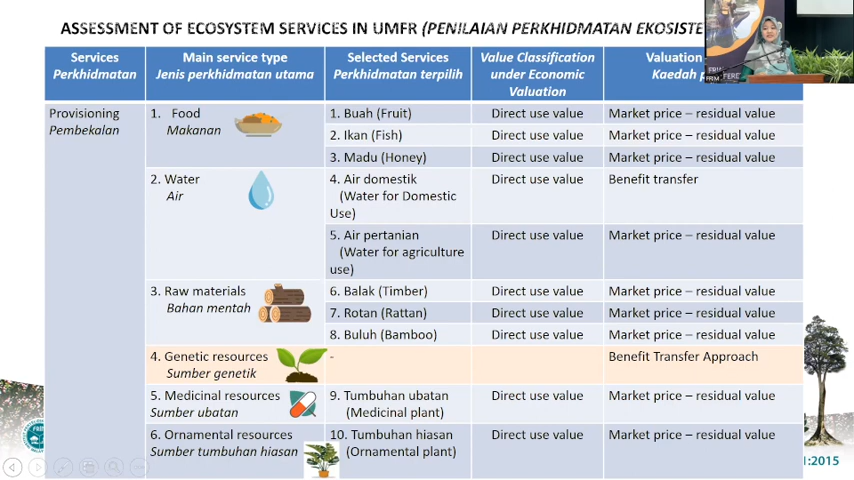 ASSESSMENT OF ECOSYSTEM SERVICES IN UMFR (PENILAIAN PERKHIDMATAN
Services
Perkhidmatan
Main service type
Jenis perkhidmatan utama
Selected Services
Perkhidmatan terpilih
Value Classification
under Economic
Valuation
Valuation
Kaedah
Provisioning
Pembekalan
1. Food
Makanan
1. Buah (Fruit)
Direct use value
Market price – residual value
2. Ikan (Fish)
Direct use value
Market price – residual value
3. Madu (Honey)
Direct use value
Market price – residual value
2. Water
Air
4. Air domestik
(Water for Domestic
Use)
Direct use value
Benefit transfer
5. Air pertanian
(Water for agriculture
use)
Direct use value
Market price – residual value
3. Raw materials
Bahan mentah
6. Balak (Timber)
Direct use value
Market price – residual value
7. Rotan (Rattan)
Direct use value
Market price – residual value
8. Buluh (Bamboo)
Direct use value
Market price – residual value
4. Genetic resources
Sumber genetik
-
Benefit Transfer Approach
5. Medicinal resources
Sumber ubatan
9. Tumbuhan ubatan
(Medicinal plant)
Direct use value
Market price – residual value
6. Ornamental resources
Sumber tumbuhan hiasan
10. Tumbuhan hiasan
(Ornamental plant)
Direct use value
Market price – residual value
1:2015